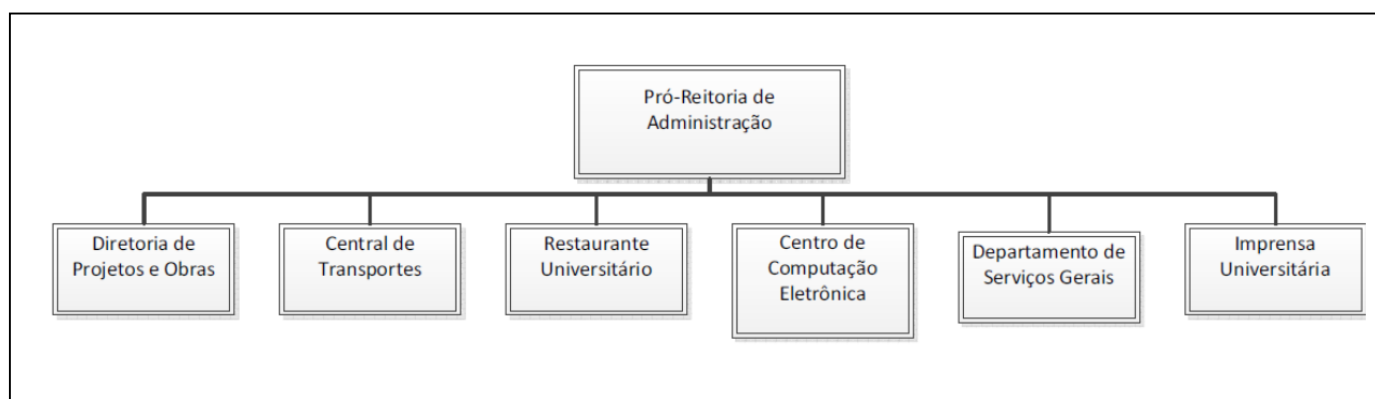 Pró-Reitoria de
Administração
Diretoria de
Projetos e Obras
Central de
Transportes
Restaurante
Universitário
Centro de
Computação
Eletrônica
Departamento de
Serviços Gerais
Imprensa
Universitária